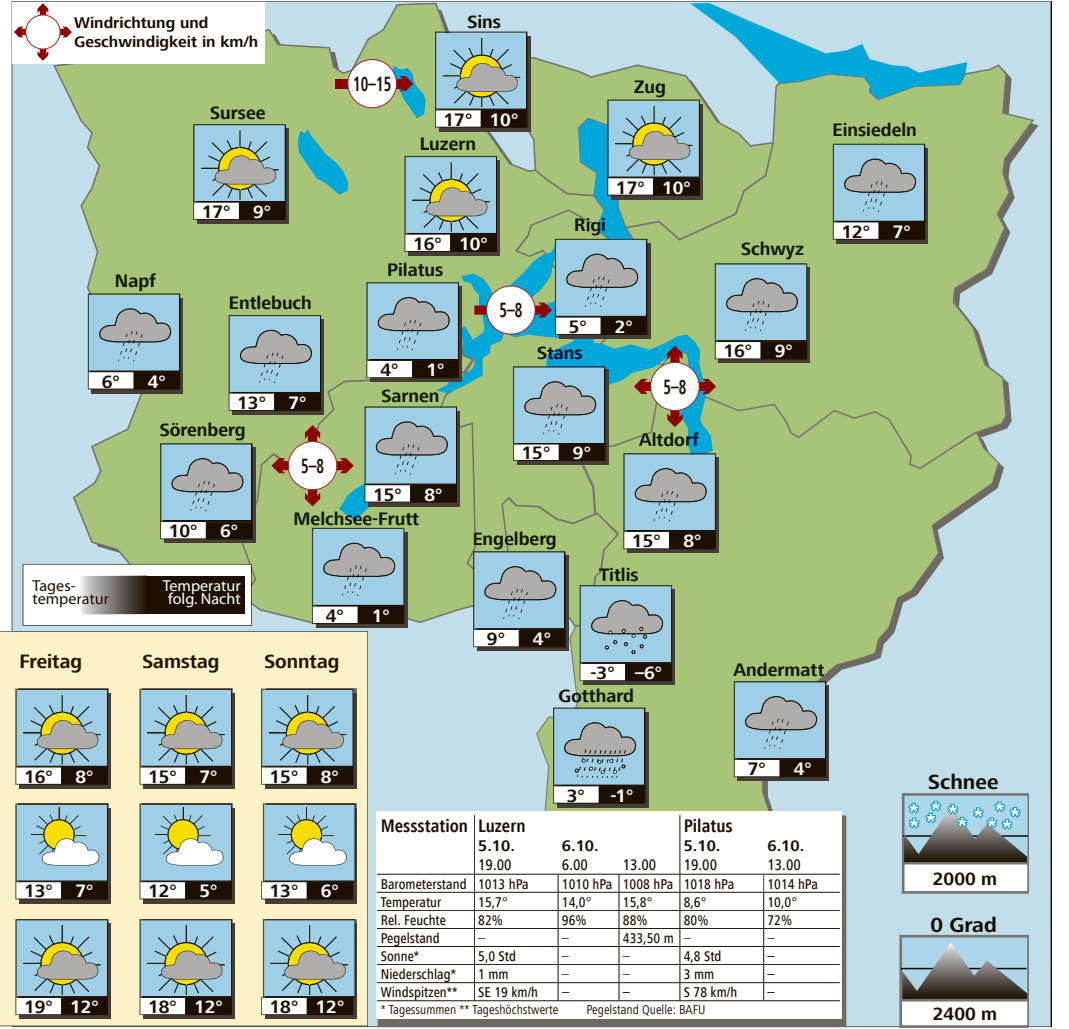 Windrichtung und
Geschwindigkeit in km/h
Sins
17° 10°
10–15
Zug
17° 10°
Sursee
17° 9°
Luzern
16° 10°
Einsiedeln
12° 7°
Rigi
5° 2°
Schwyz
16° 9°
Pilatus
4° 1°
5–8
Napf
6° 4°
Entlebuch
13° 7°
Stans
15° 9°
5–8
Sarnen
15° 8°
Sörenberg
10° 6°
5–8
Altdorf
15° 8°
Melchsee-Frutt
4° 1°
Engelberg
9° 4°
Titlis
-3° –6°
Gotthard
3° -1°
Andermatt
7° 4°
Tages-
temperatur
Temperatur
folg. Nacht
Freitag Samstag Sonntag
16° 8° 15° 7° 15° 8°
13° 7° 12° 5° 13° 6°
19° 12° 18° 12° 18° 12°
Messstation Luzern Pilatus
5.10. 6.10. 5.10. 6.10.
19.00 6.00 13.00 19.00 13.00
Barometerstand 1013 hPa 1010 hPa 1008 hPa 1018 hPa 1014 hPa
Temperatur 15,7° 14,0° 15,8° 8,6° 10,0°
Rel. Feuchte 82% 96% 88% 80% 72%
Pegelstand – – 433,50 m – –
Sonne* 5,0 Std – – 4,8 Std –
Niederschlag* 1 mm – – 3 mm –
Windspitzen** SE 19 km/h – – S 78 km/h –
* Tagessummen ** Tageshöchstwerte Pegelstand Quelle: BAFU
Schnee
2000 m
0 Grad
2400 m